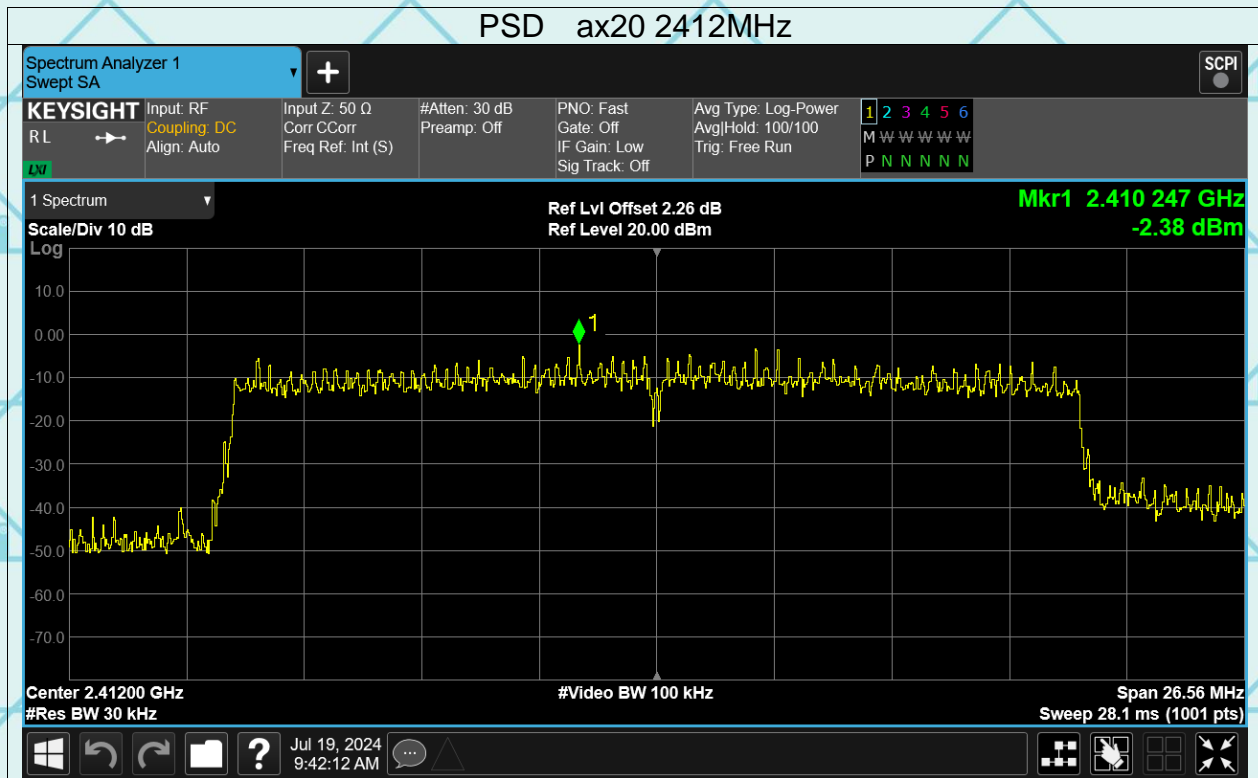 PSD ax20 2412MHz
Spectrum Analyzer 1
Swept SA
+
SCPI
KEYSIGHT
RL
LXI
Input: RF
Coupling: DC
Align: Auto
Input Z: 50 Ω
Corr CCorr
Freq Ref: Int (S)
#Atten: 30 dB
Preamp: Off
PNO: Fast
Gate: Off
IF Gain: Low
Sig Track: Off
Avg Type: Log-Power
Avg|Hold: 100/100
Trig: Free Run
1 2 3 4 5 6
M W W W W W
P N N N N N
1 Spectrum
Scale/Div 10 dB
Log
Ref Lvl Offset 2.26 dB
Ref Level 20.00 dBm
Mkr1 2.410 247 GHz
-2.38 dBm
10.0
0.00
-10.0
-20.0
-30.0
-40.0
-50.0
-60.0
-70.0
1
Center 2.41200 GHz
#Res BW 30 kHz
#Video BW 100 kHz
Span 26.56 MHz
Sweep 28.1 ms (1001 pts)
?
Jul 19, 2024
9:42:12 AM